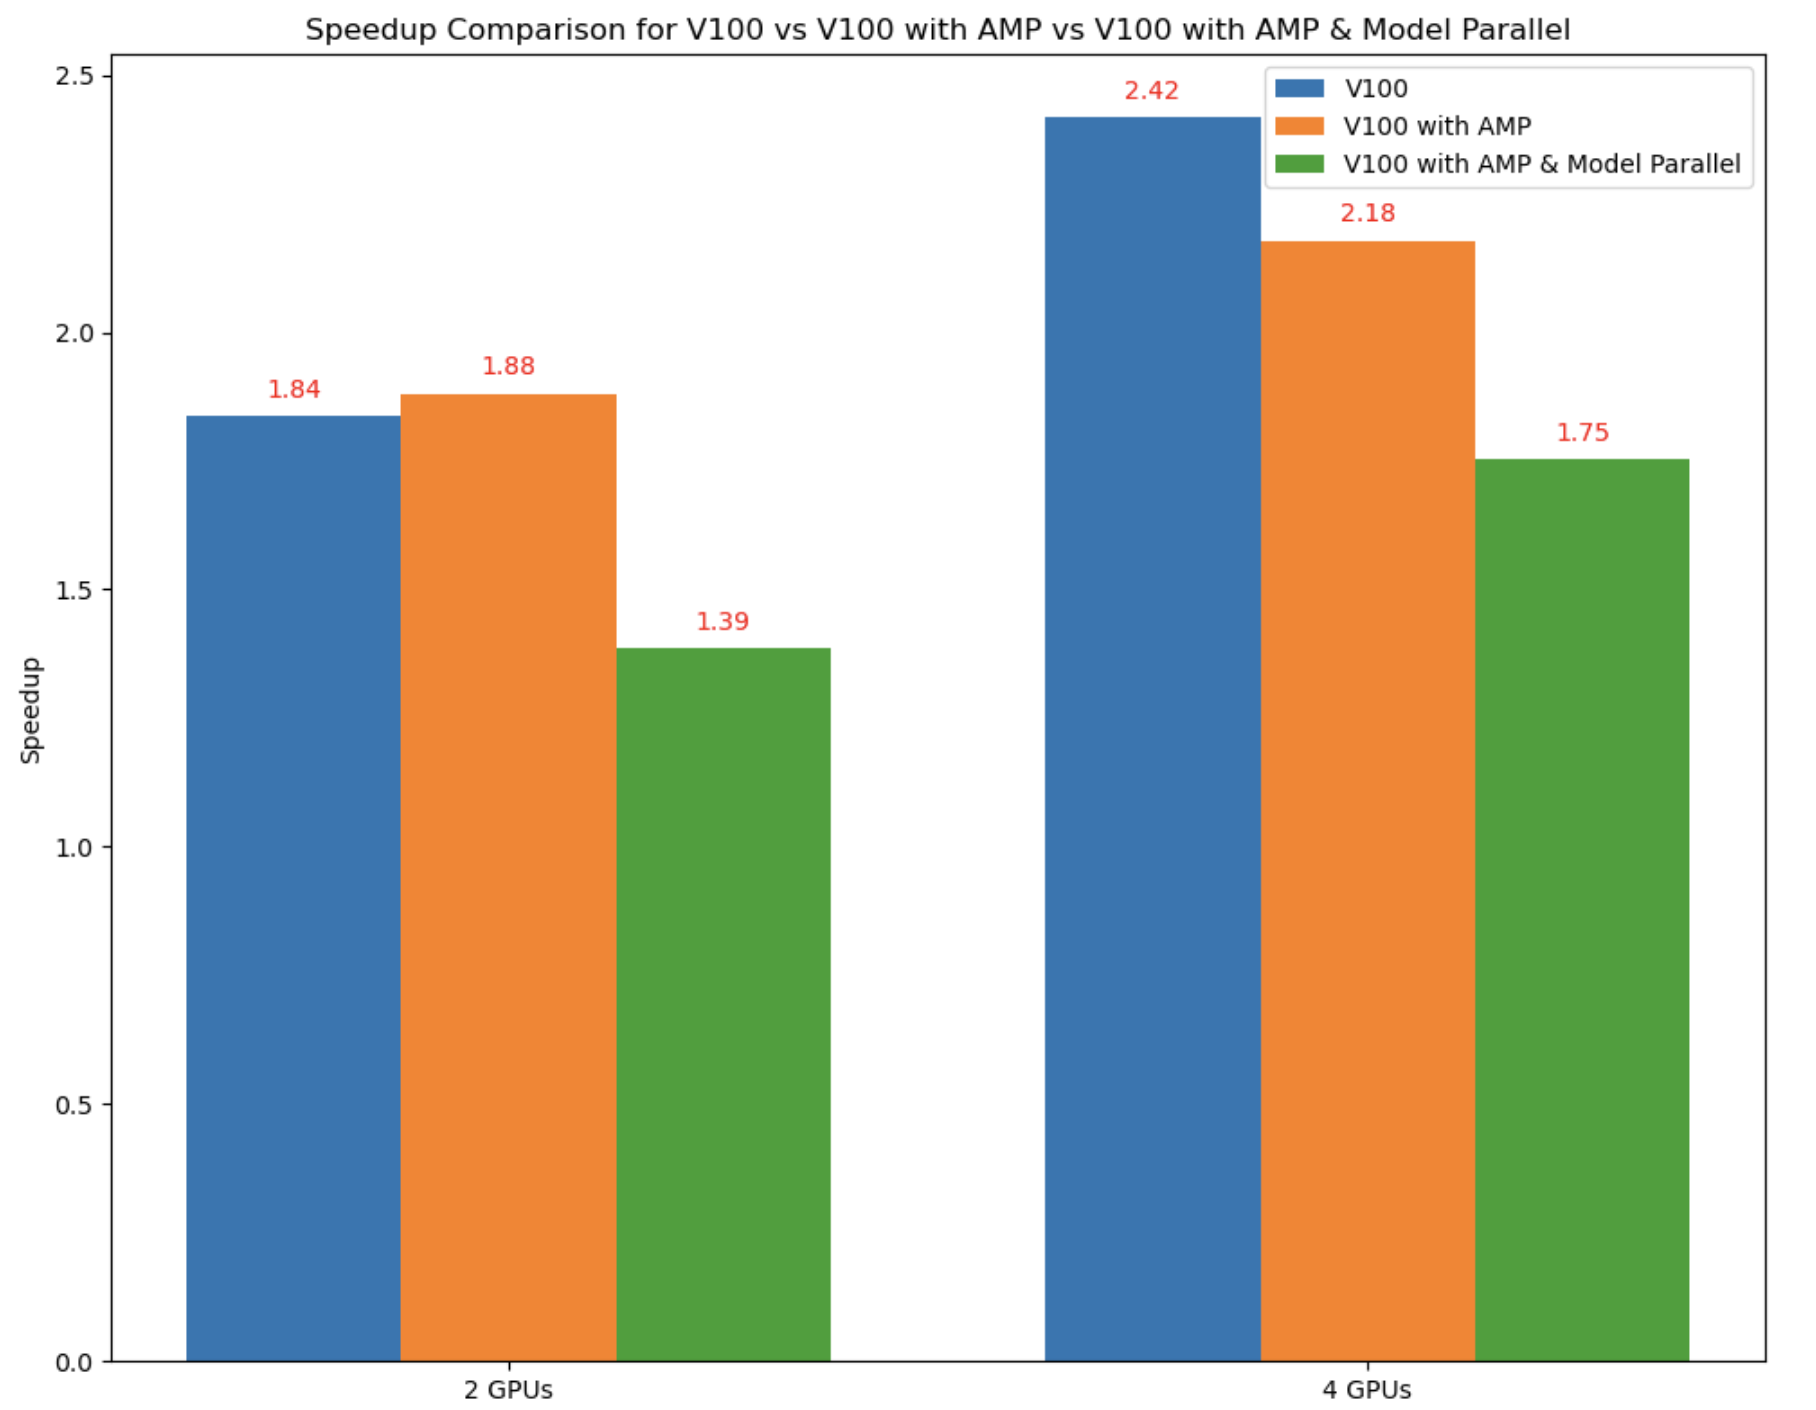 Speedup Comparison for V100 vs V100 with AMP vs V100 with AMP & Model Parallel
V100
V100 with AMP
V100 with AMP & Model Parallel
2.5
2.0
1.5
1.0
0.5
0.0
Speedup
1.84
1.88
1.39
2.42
2.18
1.75
2 GPUs
4 GPUs